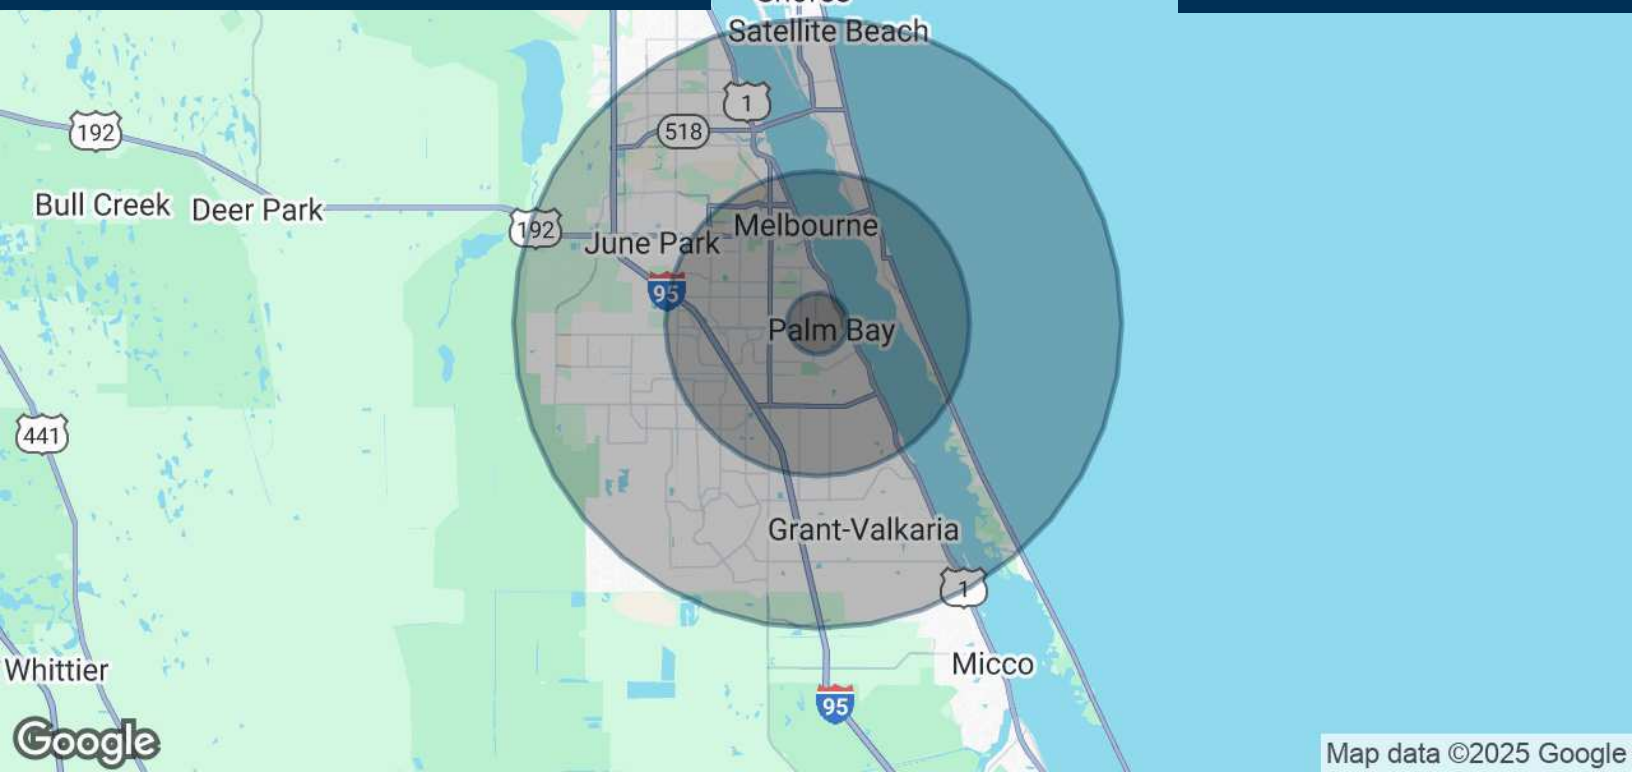 Satellite Beach
1
192
518
Bull Creek
Deer Park
192
Melbourne
June Park
95
Palm Bay
441
Grant-Valkaria
1
Whittier
Micco
95
Google
Map data ©2025 Google